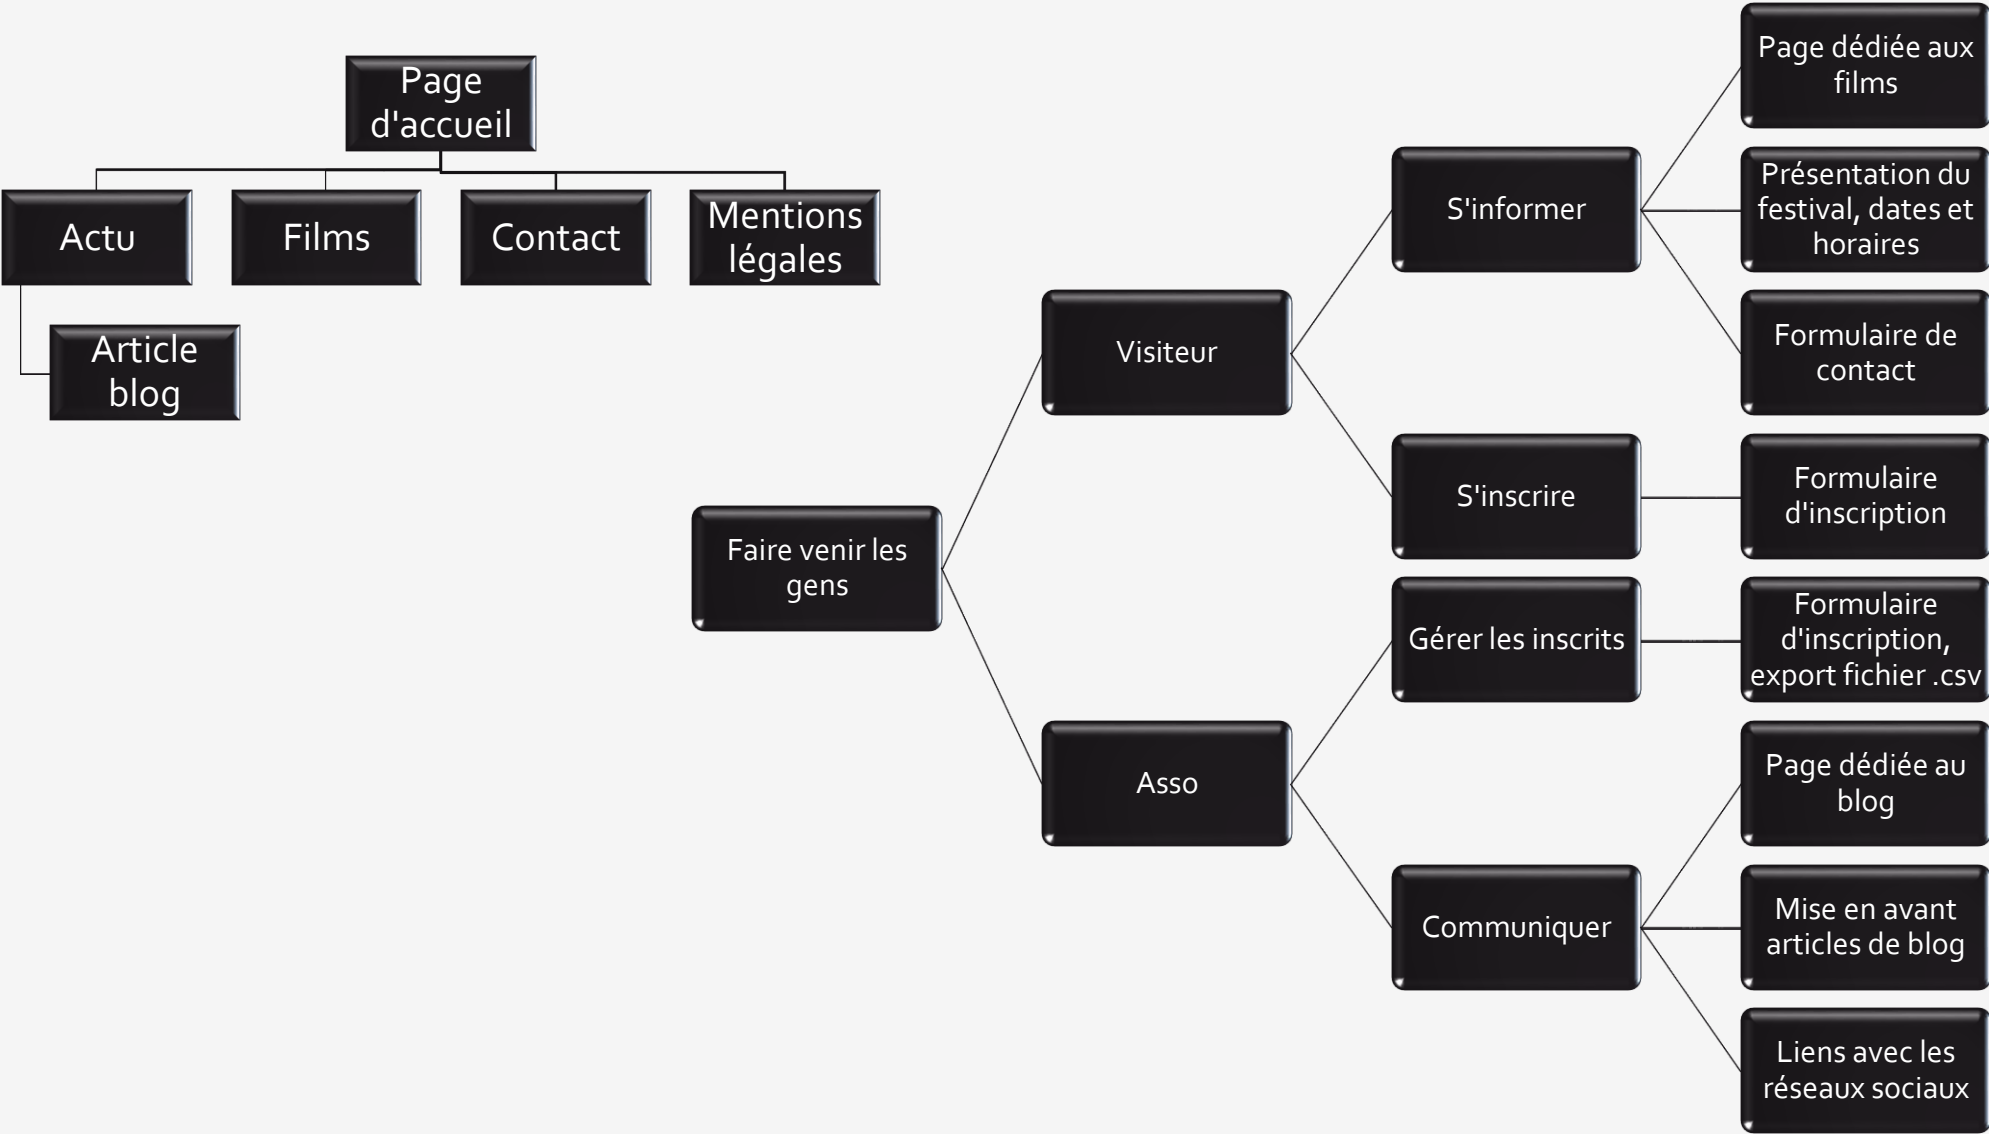 Page
d'accueil
Actu
Films
Contact
Mentions
légales
Article
blog
Faire venir les
gens
Visiteur
S'informer
Page dédiée aux
films
Présentation du
festival, dates et
horaires
Formulaire de
contact
S'inscrire
Formulaire
d'inscription
Asso
Gérer les inscrits
Formulaire
d'inscription,
export fichier .csv
Communiquer
Page dédiée au
blog
Mise en avant
articles de blog
Liens avec les
réseaux sociaux